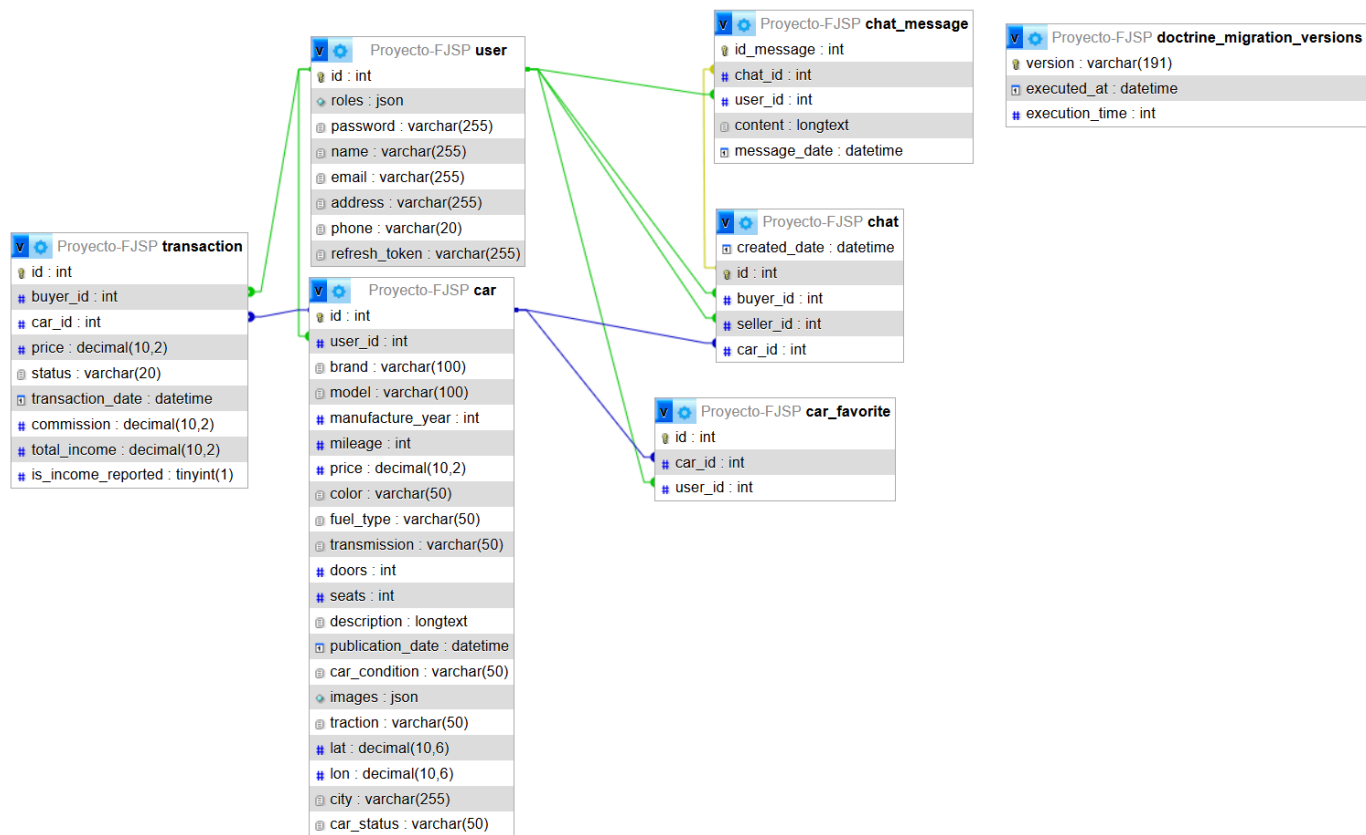 Proyecto-FJSP user
id : int
roles : json
password : varchar(255)
name : varchar(255)
email : varchar(255)
address : varchar(255)
phone : varchar(20)
refresh_token : varchar(255)
Proyecto-FJSP chat_message
id_message : int
chat_id : int
user_id : int
content : longtext
message_date : datetime
Proyecto-FJSP doctrine_migration_versions
version : varchar(191)
executed_at : datetime
execution_time : int
Proyecto-FJSP transaction
id : int
buyer_id : int
car_id : int
price : decimal(10,2)
status : varchar(20)
transaction_date : datetime
commission : decimal(10,2)
total_income : decimal(10,2)
is_income_reported : tinyint(1)
Proyecto-FJSP car
id : int
user_id : int
brand : varchar(100)
model : varchar(100)
manufacture_year : int
mileage : int
price : decimal(10,2)
color : varchar(50)
fuel_type : varchar(50)
transmission : varchar(50)
doors : int
seats : int
description : longtext
publication_date : datetime
car_condition : varchar(50)
images : json
traction : varchar(50)
lat : decimal(10,6)
lon : decimal(10,6)
city : varchar(255)
car_status : varchar(50)
Proyecto-FJSP chat
created_date : datetime
id : int
buyer_id : int
seller_id : int
car_id : int
Proyecto-FJSP car_favorite
id : int
car_id : int
user_id : int